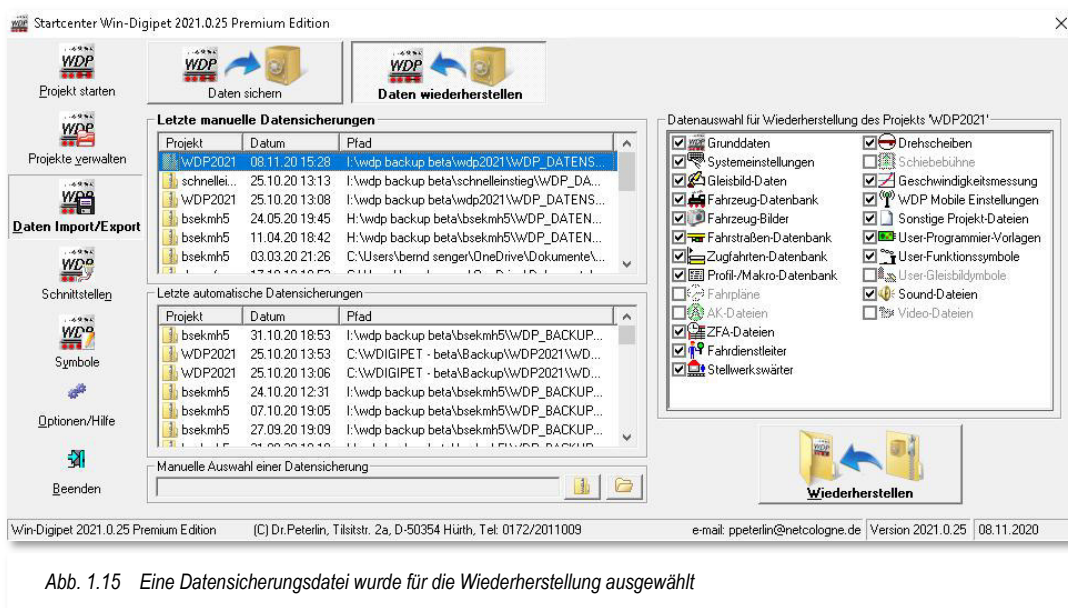 Startcenter Win-Digipet 2021.0.25 Premium Edition
Projekt starten
Projekte verwalten
Daten Import/Export
Schnittstellen
Symbole
Optionen/Hilfe
Beenden
Daten sichern
Daten wiederherstellen
Letzte manuelle Datensicherungen
Projekt Datum Pfad
WDP2021 08.11.20 15:28 I:\wdp backup beta\wdp2021\WDP_DATENS...
schnellei... 25.10.20 13:13 I:\wdp backup beta\schnelleinstieg\WDP_DA...
WDP2021 25.10.20 13:08 I:\wdp backup beta\wdp2021\WDP_DATENS...
bsekmh5 24.05.20 19:45 H:\wdp backup beta\bsekmh5\WDP_DATEN...
bsekmh5 11.04.20 18:42 H:\wdp backup beta\bsekmh5\WDP_DATEN...
bsekmh5 03.03.20 21:26 C:\Users\bernd senger\OneDrive\Dokumente\...
Letzte automatische Datensicherungen
Projekt Datum Pfad
bsekmh5 31.10.20 18:53 I:\wdp backup beta\bsekmh5\WDP_BACKUP...
WDP2021 25.10.20 13:53 C:\WDIGIPET - beta\Backup\WDP2021\WD...
WDP2021 25.10.20 13:06 C:\WDIGIPET - beta\Backup\WDP2021\WD...
bsekmh5 24.10.20 12:31 I:\wdp backup beta\bsekmh5\WDP_BACKUP...
bsekmh5 07.10.20 19:05 I:\wdp backup beta\bsekmh5\WDP_BACKUP...
bsekmh5 27.09.20 19:09 I:\wdp backup beta\bsekmh5\WDP_BACKUP...
Manuelle Auswahl einer Datensicherung
Datenauswahl für Wiederherstellung des Projekts 'WDP2021'
Grunddaten
Systemeinstellungen
Gleisbild-Daten
Fahrzeug-Datenbank
Fahrzeug-Bilder
Fahrstraßen-Datenbank
Zugfahrten-Datenbank
Profil-/Makro-Datenbank
Fahrpläne
AK-Dateien
ZFA-Dateien
Fahrdienstleiter
Stellwerkswärter
Drehscheiben
Schiebebühne
Geschwindigkeitsmessung
WDP Mobile Einstellungen
Sonstige Projekt-Dateien
User-Programmier-Vorlagen
User-Funktionssymbole
User-Gleisbildymbole
Sound-Dateien
Video-Dateien
Wiederherstellen
Win-Digipet 2021.0.25 Premium Edition (C) Dr.Peterlin, Tilsitstr. 2a, D-50354 Hürth, Tel: 0172/2011009 e-mail: ppeterlin@netcologne.de Version 2021.0.25 08.11.2020
Abb. 1.15 Eine Datensicherungsdatei wurde für die Wiederherstellung ausgewählt